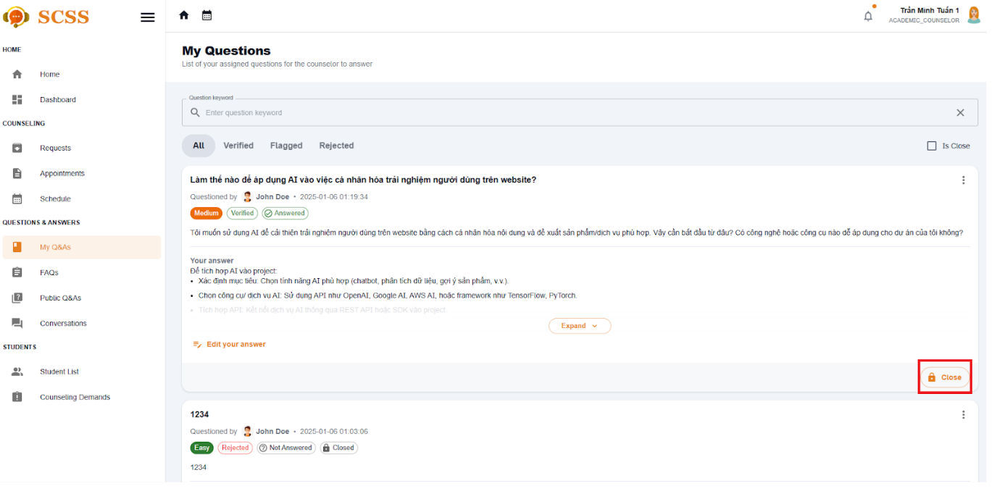 SCSS
Trần Minh Tuấn 1
ACADEMIC_COUNSELOR
HOME
Home
Dashboard
COUNSELING
Requests
Appointments
Schedule
QUESTIONS & ANSWERS
My Q&As
FAQs
Public Q&As
Conversations
STUDENTS
Student List
Counseling Demands
My Questions
List of your assigned questions for the counselor to answer
Question keyword
Enter question keyword
All Verified Flagged Rejected Is Close
Làm thế nào để áp dụng AI vào việc cá nhân hóa trải nghiệm người dùng trên website?
Questioned by John Doe • 2025-01-06 01:19:34
Medium Verified Answered
Tôi muốn sử dụng AI để cải thiện trải nghiệm người dùng trên website bằng cách cá nhân hóa nội dung và đề xuất sản phẩm/dịch vụ phù hợp. Vậy cần bắt đầu từ đâu? Có công nghệ hoặc công cụ nào dễ áp dụng cho dự án của tôi không?
Your answer
Để tích hợp AI vào project:
• Xác định mục tiêu: Chọn tính năng AI phù hợp (chatbot, phân tích dữ liệu, gợi ý sản phẩm, v.v.).
• Chọn công cụ/ dịch vụ AI: Sử dụng API như OpenAI, Google AI, AWS AI, hoặc framework như TensorFlow, PyTorch.
• Tích hợp API: Kết nối dịch vụ AI thông qua REST API hoặc SDK vào project.
Expand
Edit your answer
Close
1234
Questioned by John Doe • 2025-01-06 01:03:06
Easy Rejected Not Answered Closed
1234